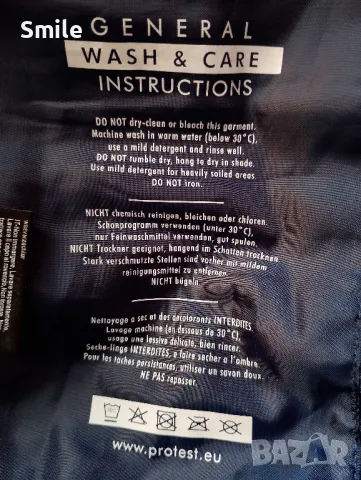 Smile
GENERAL
WASH & CARE
INSTRUCTIONS
DO NOT dry-clean or bleach this garment.
Machine wash in warm water (below 30°C),
use a mild detergent and rinse well.
DO NOT tumble dry, hang to dry in shade.
Use mild detergent for heavily soiled areas.
DO NOT iron.
NICHT chemisch reinigen, bleichen oder chloren.
Schonprogramm verwenden (unter 30°C),
nur Feinwaschmittel verwenden, gut spulen.
NICHT Trockner geeignet, hangend im Schatten trocknen
Stark verschmutzte Stellen sind vorher mit mildem
reinigungsmittel zu entfernen.
NICHT bügeln.
Nettoyage a sec et des decolorants INTERDITES.
Lavage machine (en dessous de 30°C),
usage une lessive delicate, bien rincer.
Seche-linge INTERDITES, a faire secher a l'ombre.
Pour les taches persistantes, utiliser un savon doux.
NE PAS repasser.
www.protest.eu
BAZAR
bg